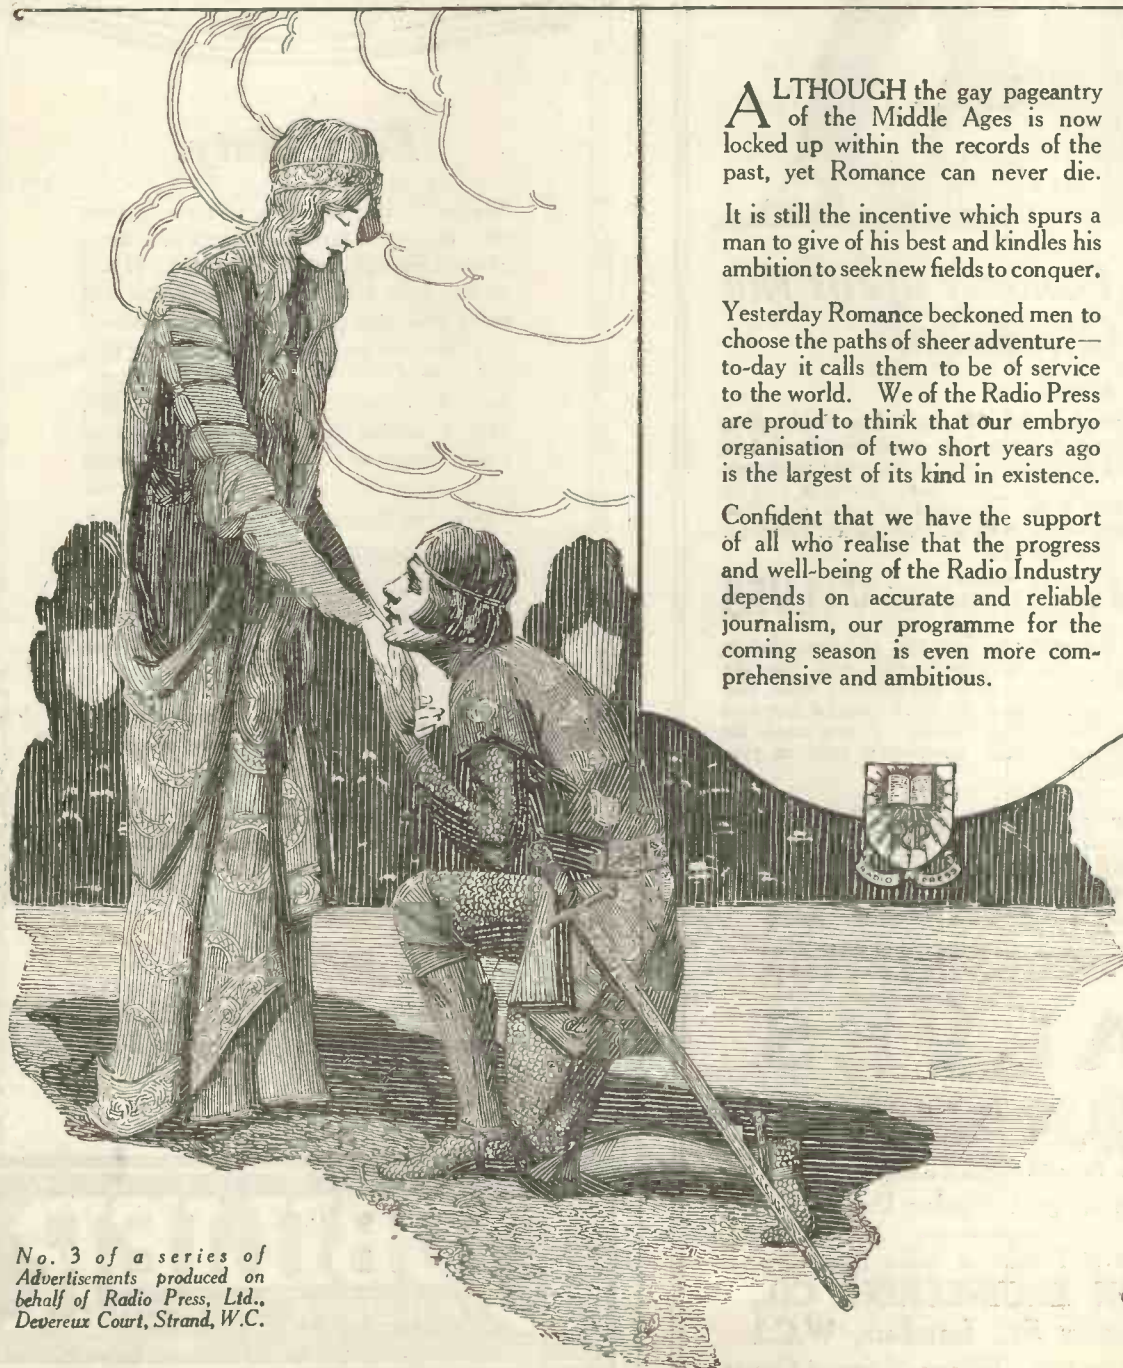 ALTHOUGH the gay pageantry
of the Middle Ages is now
locked up within the records of the
past, yet Romance can never die.
It is still the incentive which spurs a
man to give of his best and kindles his
ambition to seek new fields to conquer.
Yesterday Romance beckoned men to
choose the paths of sheer adventure—
to-day it calls them to be of service
to the world. We of the Radio Press
are proud to think that our embryo
organisation of two short years ago
is the largest of its kind in existence.
Confident that we have the support
of all who realise that the progress
and well-being of the Radio Industry
depends on accurate and reliable
journalism, our programme for the
coming season is even more com-
prehensive and ambitious.
RADIO PRESS
No. 3 of a series of
Advertisements produced on
behalf of Radio Press, Ltd.,
Devereux Court, Strand, W.C.